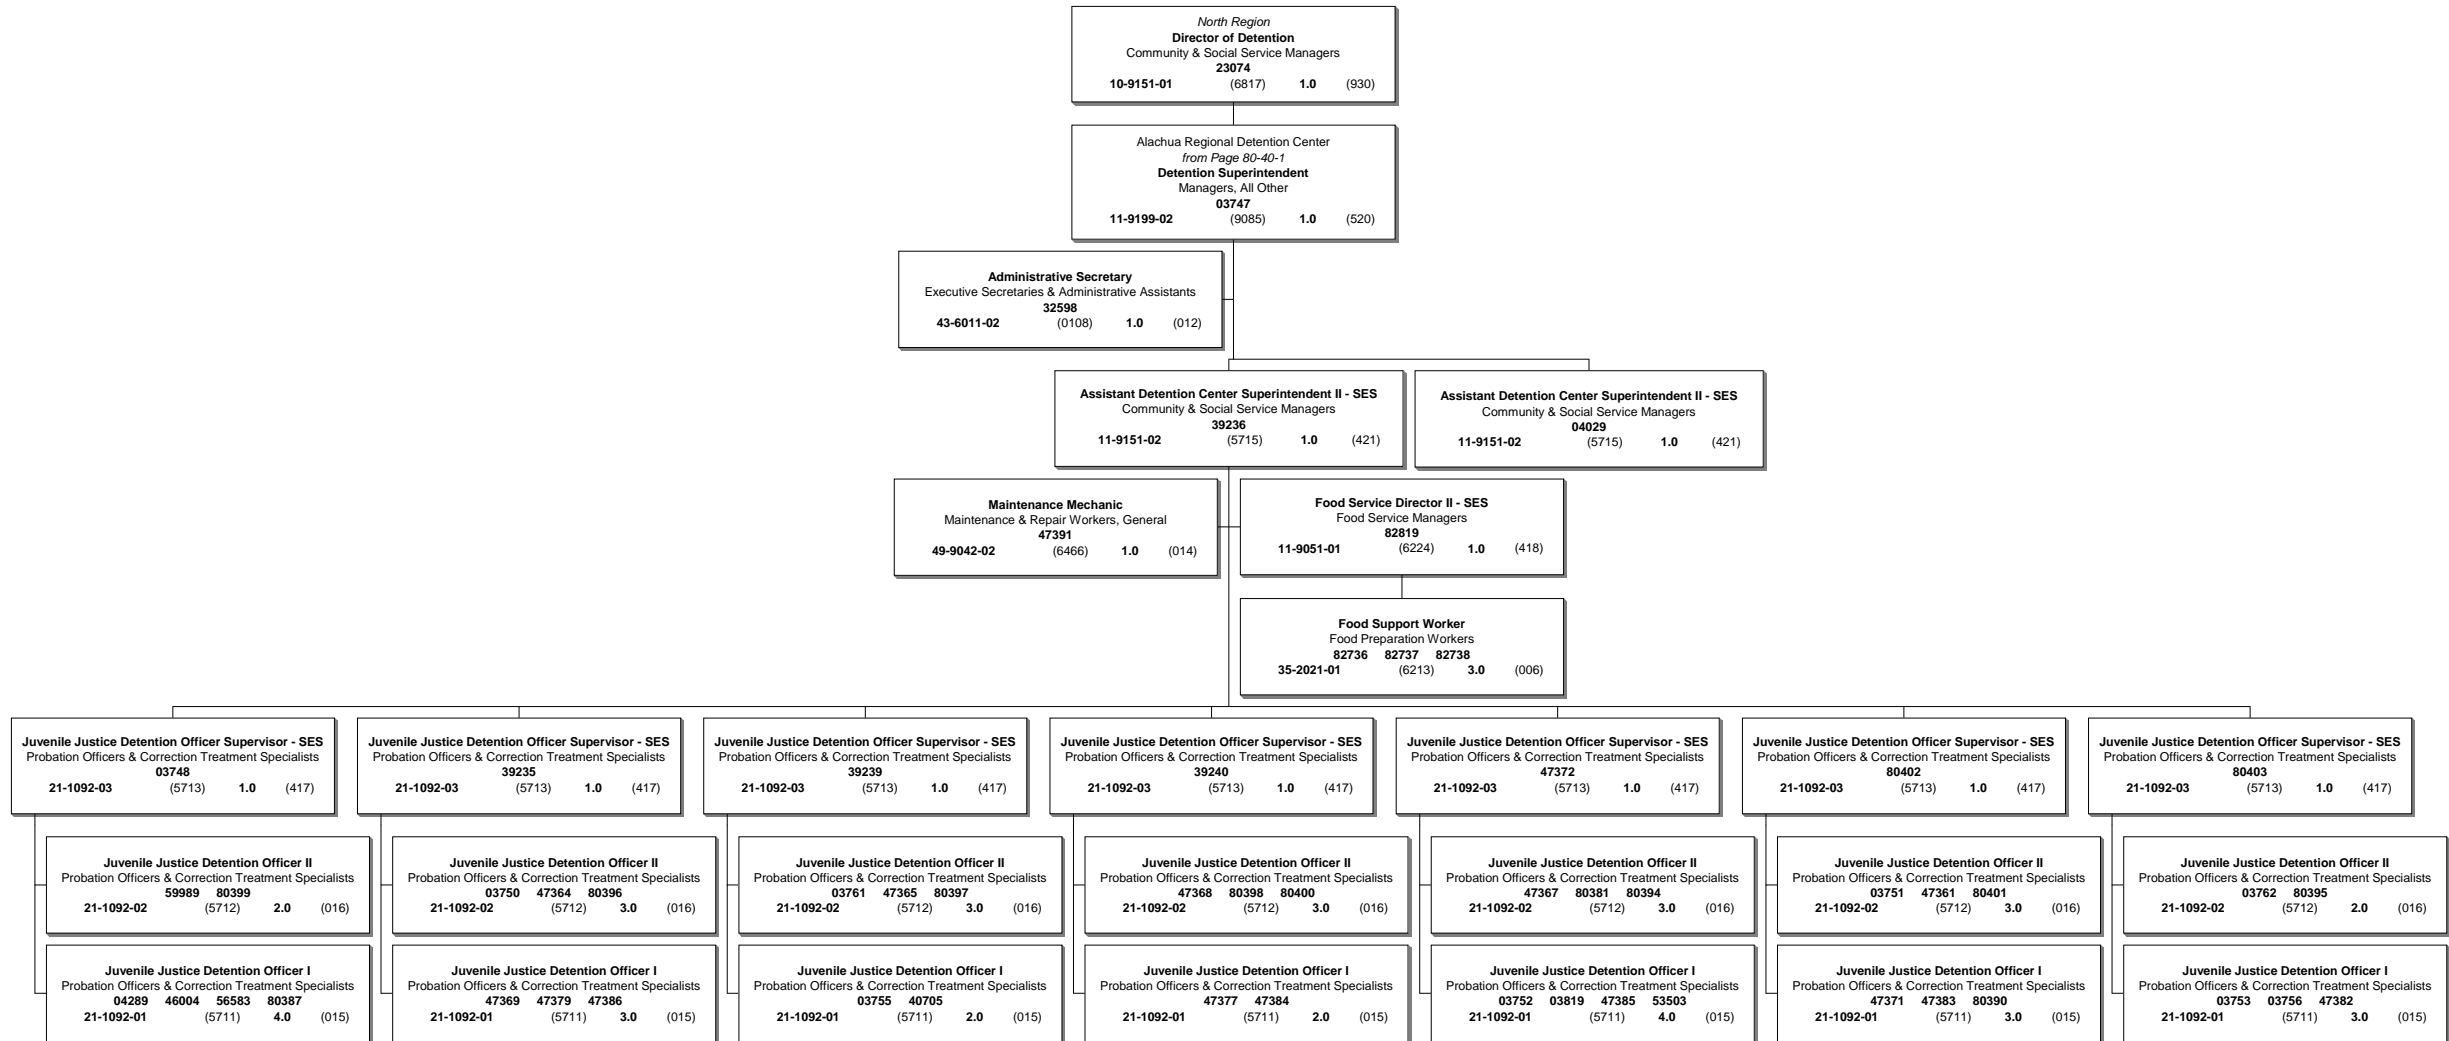 North Region
Director of Detention
Community & Social Service Managers
23074
10-9151-01 (6817) 1.0 (930)
Alachua Regional Detention Center
from Page 80-40-1
Detention Superintendent
Managers, All Other
03747
11-9199-02 (9085) 1.0 (520)
Administrative Secretary
Executive Secretaries & Administrative Assistants
32598
43-6011-02 (0108) 1.0 (012)
Assistant Detention Center Superintendent II - SES
Community & Social Service Managers
39236
11-9151-02 (5715) 1.0 (421)
Assistant Detention Center Superintendent II - SES
Community & Social Service Managers
04029
11-9151-02 (5715) 1.0 (421)
Maintenance Mechanic
Maintenance & Repair Workers, General
47391
49-9042-02 (6466) 1.0 (014)
Food Service Director II - SES
Food Service Managers
82819
11-9051-01 (6224) 1.0 (418)
Food Support Worker
Food Preparation Workers
82736 82737 82738
35-2021-01 (6213) 3.0 (006)
Juvenile Justice Detention Officer Supervisor - SES
Probation Officers & Correction Treatment Specialists
03748
21-1092-03 (5713) 1.0 (417)
Juvenile Justice Detention Officer Supervisor - SES
Probation Officers & Correction Treatment Specialists
39235
21-1092-03 (5713) 1.0 (417)
Juvenile Justice Detention Officer Supervisor - SES
Probation Officers & Correction Treatment Specialists
39239
21-1092-03 (5713) 1.0 (417)
Juvenile Justice Detention Officer Supervisor - SES
Probation Officers & Correction Treatment Specialists
39240
21-1092-03 (5713) 1.0 (417)
Juvenile Justice Detention Officer Supervisor - SES
Probation Officers & Correction Treatment Specialists
47372
21-1092-03 (5713) 1.0 (417)
Juvenile Justice Detention Officer Supervisor - SES
Probation Officers & Correction Treatment Specialists
80402
21-1092-03 (5713) 1.0 (417)
Juvenile Justice Detention Officer Supervisor - SES
Probation Officers & Correction Treatment Specialists
80403
21-1092-03 (5713) 1.0 (417)
Juvenile Justice Detention Officer II
Probation Officers & Correction Treatment Specialists
59989 80399
21-1092-02 (5712) 2.0 (016)
Juvenile Justice Detention Officer II
Probation Officers & Correction Treatment Specialists
03750 47364 80396
21-1092-02 (5712) 3.0 (016)
Juvenile Justice Detention Officer II
Probation Officers & Correction Treatment Specialists
03761 47365 80397
21-1092-02 (5712) 3.0 (016)
Juvenile Justice Detention Officer II
Probation Officers & Correction Treatment Specialists
47368 80398 80400
21-1092-02 (5712) 3.0 (016)
Juvenile Justice Detention Officer II
Probation Officers & Correction Treatment Specialists
47367 80381 80394
21-1092-02 (5712) 3.0 (016)
Juvenile Justice Detention Officer II
Probation Officers & Correction Treatment Specialists
03751 47361 80401
21-1092-02 (5712) 3.0 (016)
Juvenile Justice Detention Officer II
Probation Officers & Correction Treatment Specialists
03762 80395
21-1092-02 (5712) 2.0 (016)
Juvenile Justice Detention Officer I
Probation Officers & Correction Treatment Specialists
04289 46004 56583 80387
21-1092-01 (5711) 4.0 (015)
Juvenile Justice Detention Officer I
Probation Officers & Correction Treatment Specialists
47369 47379 47386
21-1092-01 (5711) 3.0 (015)
Juvenile Justice Detention Officer I
Probation Officers & Correction Treatment Specialists
03755 40705
21-1092-01 (5711) 2.0 (015)
Juvenile Justice Detention Officer I
Probation Officers & Correction Treatment Specialists
47377 47384
21-1092-01 (5711) 2.0 (015)
Juvenile Justice Detention Officer I
Probation Officers & Correction Treatment Specialists
03752 03819 47385 53503
21-1092-01 (5711) 4.0 (015)
Juvenile Justice Detention Officer I
Probation Officers & Correction Treatment Specialists
47371 47383 80390
21-1092-01 (5711) 3.0 (015)
Juvenile Justice Detention Officer I
Probation Officers & Correction Treatment Specialists
03753 03756 47382
21-1092-01 (5711) 3.0 (015)